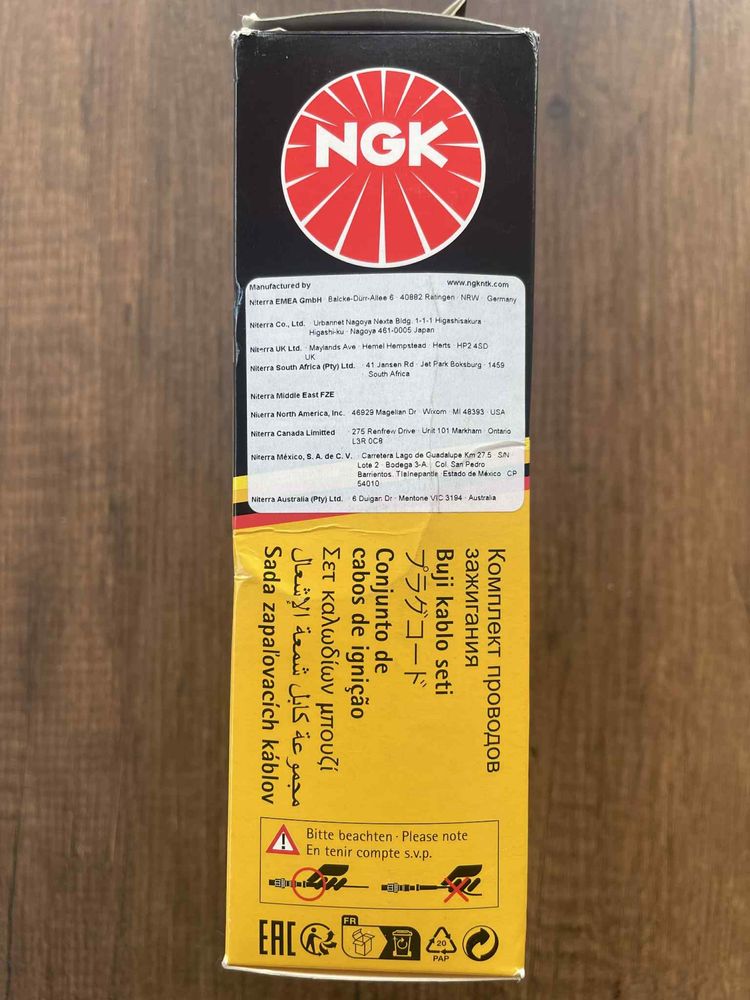 NGK
Manufactured by
www.ngkntk.com
Niterra EMEA GmbH · Balcke-Dürr-Allee 6 · 40882 Ratingen · NRW · Germany
Niterra Co., Ltd. · Urbannet Nagoya Nexta Bldg. 1-1-1 Higashisakura ·
Higashi-ku · Nagoya 461-0005 Japan
Niterra UK Ltd. · Maylands Ave · Hemel Hempstead · Herts · HP2 4SD ·
UK
Niterra South Africa (Pty) Ltd. · 41 Jansen Rd · Jet Park Boksburg · 1459
· South Africa
Niterra Middle East FZE
Niterra North America, Inc. · 46929 Magellan Dr · Wixom · MI 48393 · USA
Niterra Canada Limitted · 275 Renfrew Drive · Unit 101 Markham · Ontario
L3R 0C8
Niterra México, S. A. de C. V. · Carretera Lago de Guadalupe Km 27.5 · S/N
Lote 2 · Bodega 3-A · Col. San Pedro
Barrientos. Tlalnepantla · Estado de México · CP
54010
Niterra Australia (Pty) Ltd. · 6 Duigan Dr · Mentone VIC 3194 · Australia
Комплект проводов
зажигания
Buji kablo seti
プラグコード
Conjunto de
cabos de ignição
Σετ καλωδίων μπουζί
مجموعة كابل شمعة الإشعال
Sada zapaľovacích káblov
Bitte beachten · Please note
En tenir compte s.v.p.
EAC
FR
20
PAP